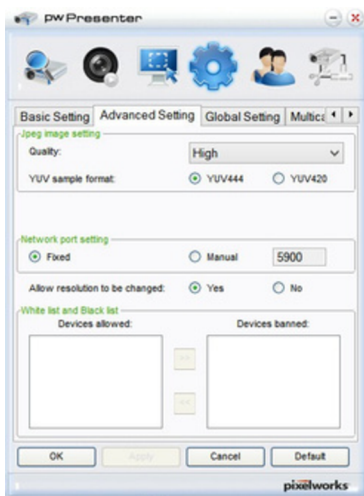 pwPresenter
Basic Setting Advanced Setting Global Setting Multica
Jpeg image setting
Quality: High
YUV sample format: YUV444 YUV420
Network port setting
Fixed Manual 5900
Allow resolution to be changed: Yes No
White list and Black list
Devices allowed: Devices banned:
OK Apply Cancel Default
pixelworks